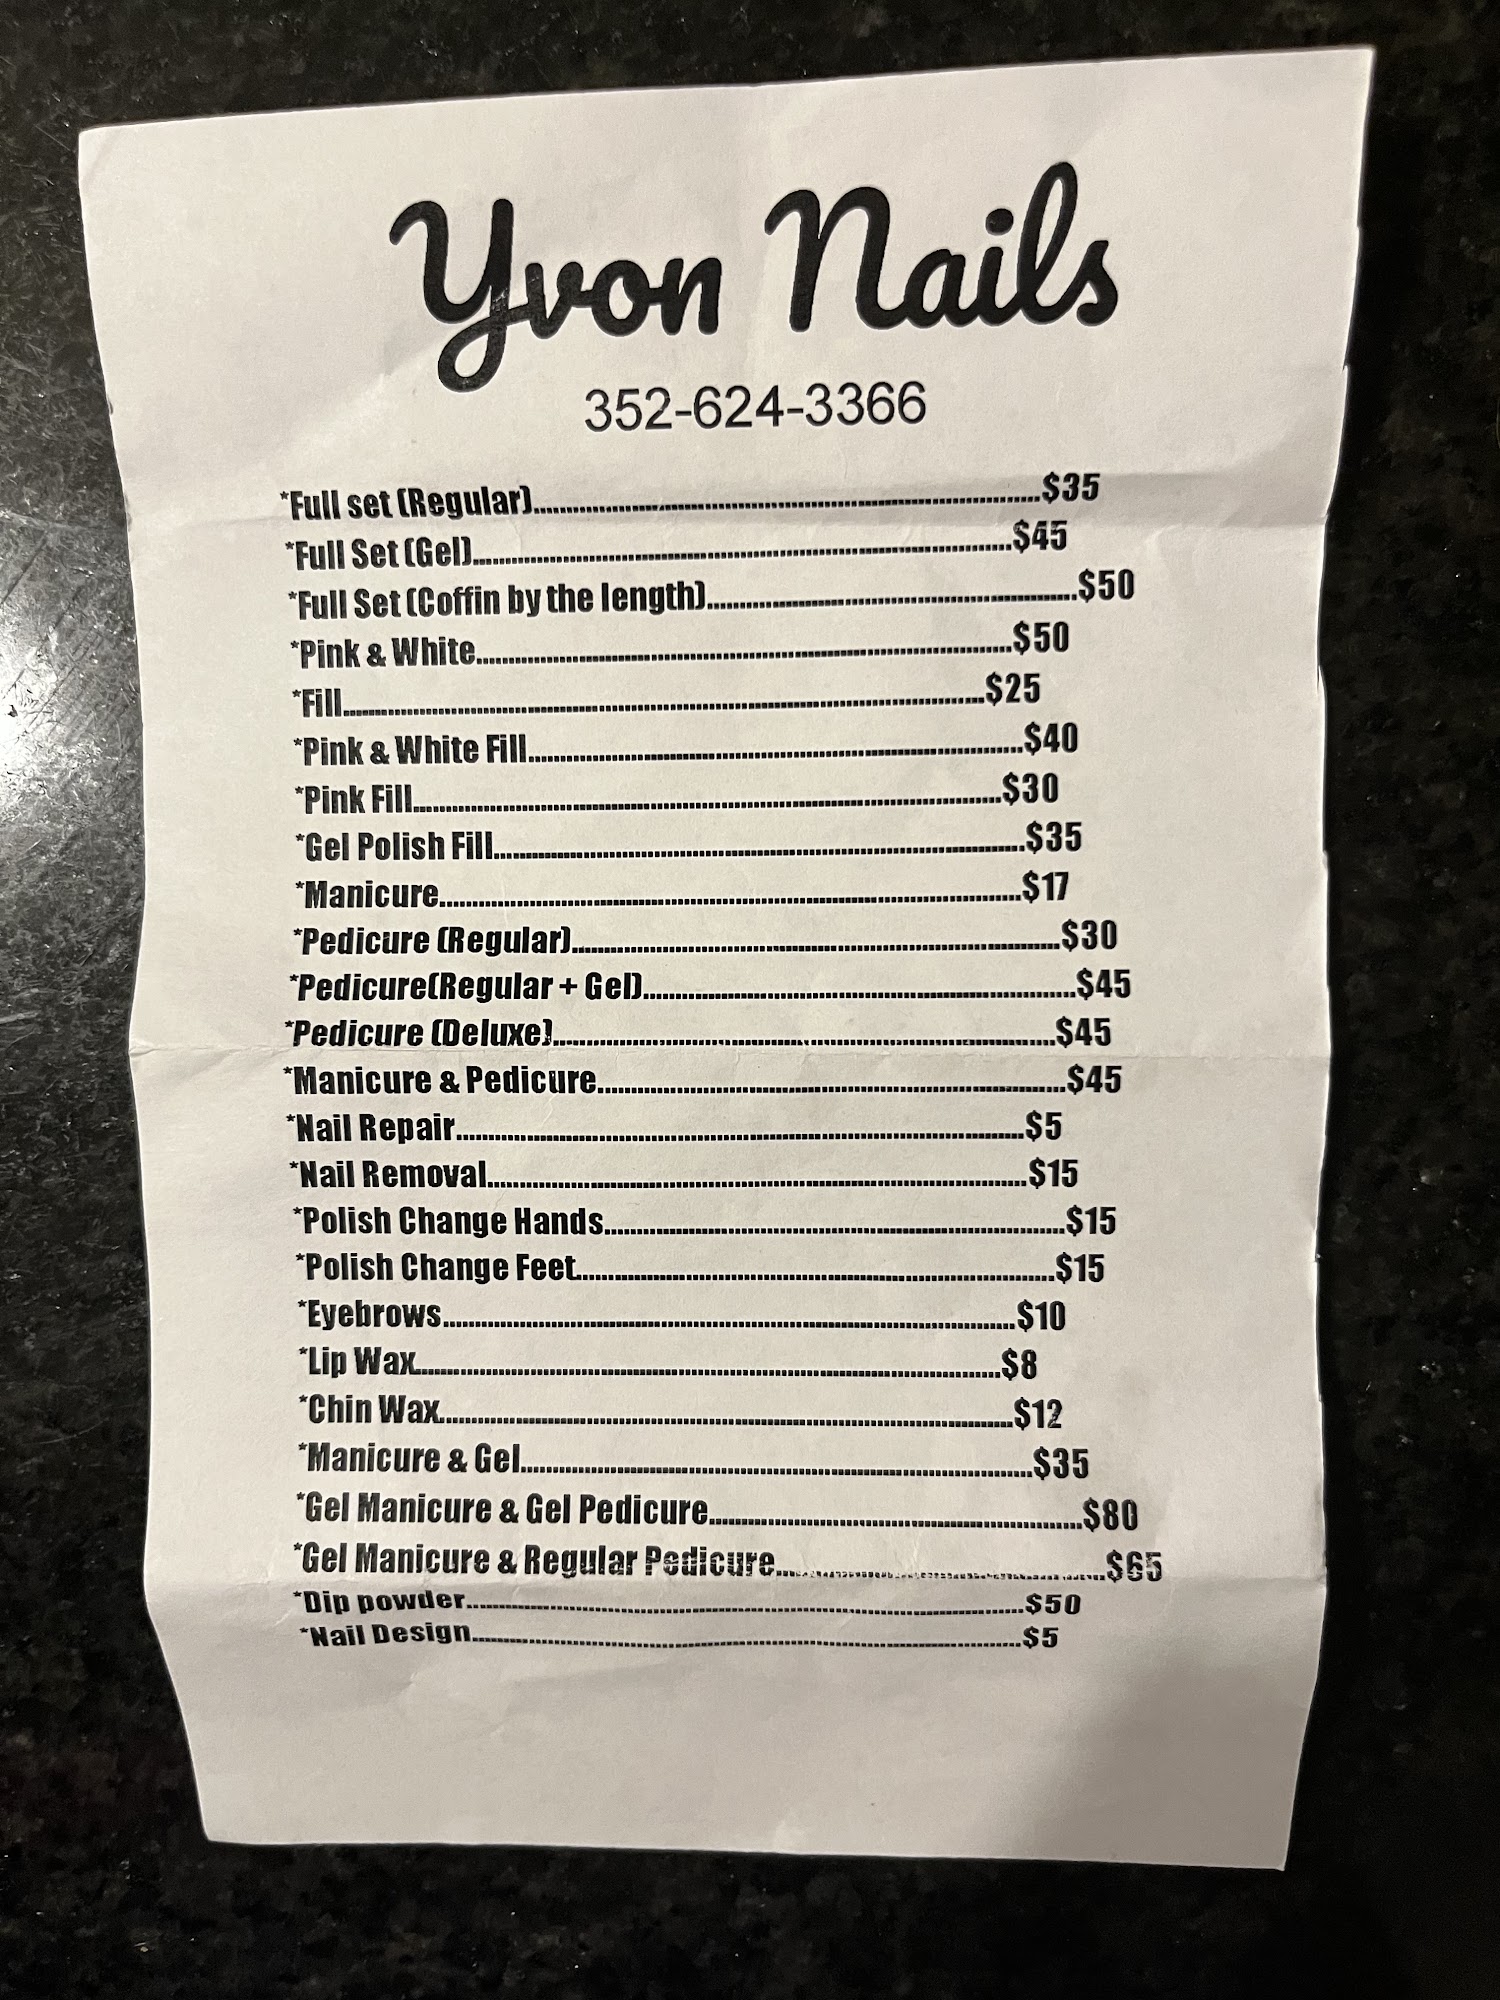 Yvon Nails
352-624-3366
*Full set (Regular)....................$35
*Full Set (Gel)....................$45
*Full Set (Coffin by the length)....................$50
*Pink & White....................$50
*Fill....................$25
*Pink & White Fill....................$40
*Pink Fill....................$30
*Gel Polish Fill....................$35
*Manicure....................$17
*Pedicure (Regular)....................$30
*Pedicure(Regular + Gel)....................$45
*Pedicure (Deluxe)....................$45
*Manicure & Pedicure....................$45
*Nail Repair....................$5
*Nail Removal....................$15
*Polish Change Hands....................$15
*Polish Change Feet....................$15
*Eyebrows....................$10
*Lip Wax....................$8
*Chin Wax....................$12
*Manicure & Gel....................$35
*Gel Manicure & Gel Pedicure....................$80
*Gel Manicure & Regular Pedicure....................$65
*Dip powder....................$50
*Nail Design....................$5